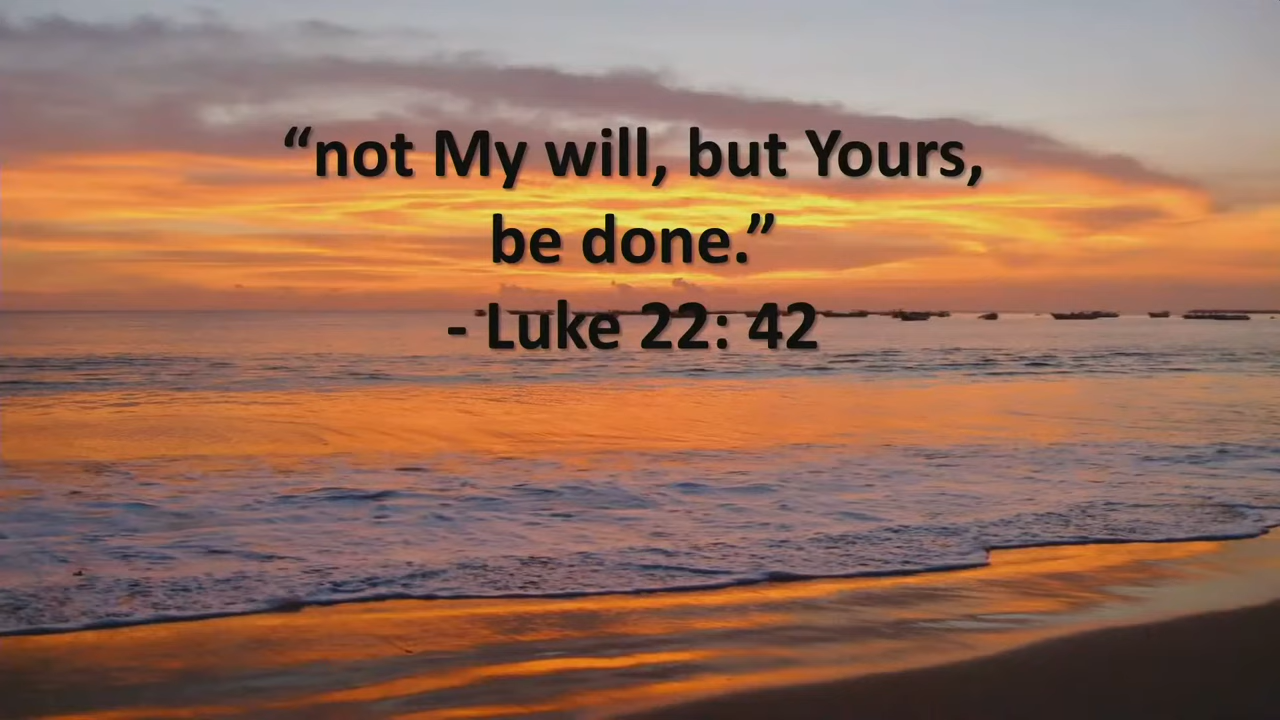 “not My will, but Yours,
be done.”
- Luke 22: 42